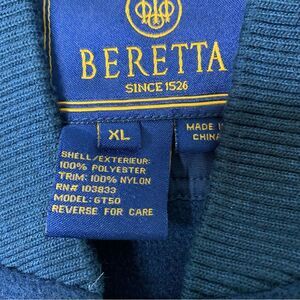 BERETTA
SINCE 1526
XL
MADE IN
CHINA
SHELL/EXTERIEUR:
100% POLYESTER
TRIM: 100% NYLON
RN# 103833
MODEL: GT50
REVERSE FOR CARE